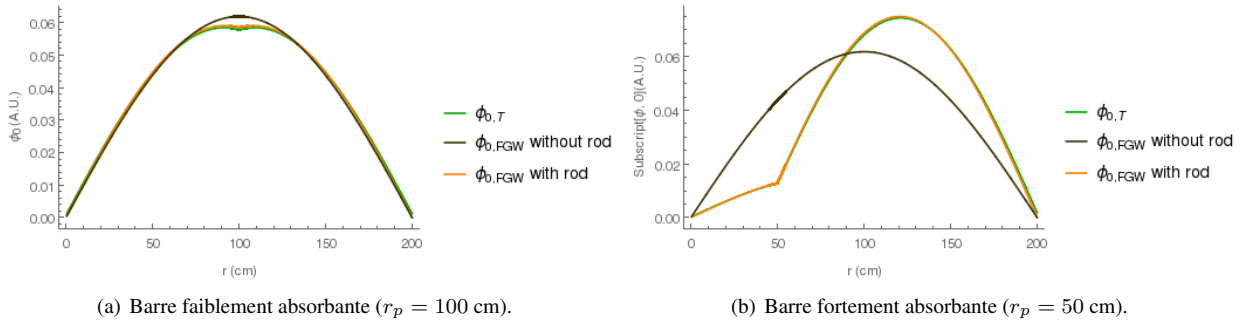 0.06
0.05
0.04
0.03
0.02
0.01
0.00
ϕ0 (A.U.)
0
50
100
150
200
r (cm)
ϕ0,T
ϕ0,FGW without rod
ϕ0,FGW with rod
(a) Barre faiblement absorbante (rp = 100 cm).
0.06
0.04
0.02
0.00
Subscript[ϕ, 0](A.U.)
0
50
100
150
200
r (cm)
ϕ0,T
ϕ0,FGW without rod
ϕ0,FGW with rod
(b) Barre fortement absorbante (rp = 50 cm).